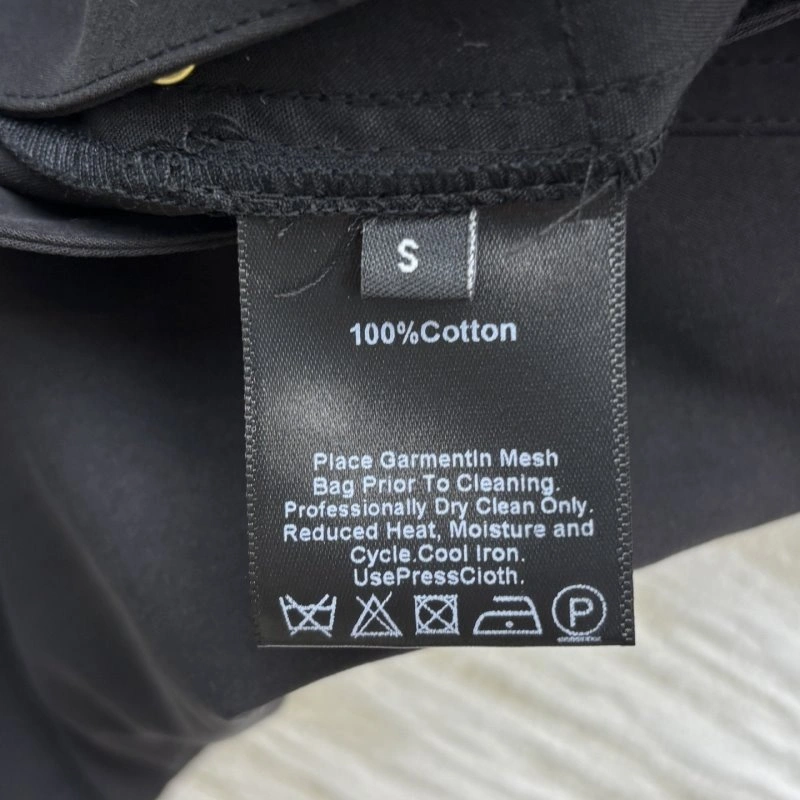 S
100%Cotton
Place GarmentIn Mesh
Bag Prior To Cleaning.
Professionally Dry Clean Only.
Reduced Heat, Moisture and
Cycle.Cool Iron.
UsePressCloth.
P